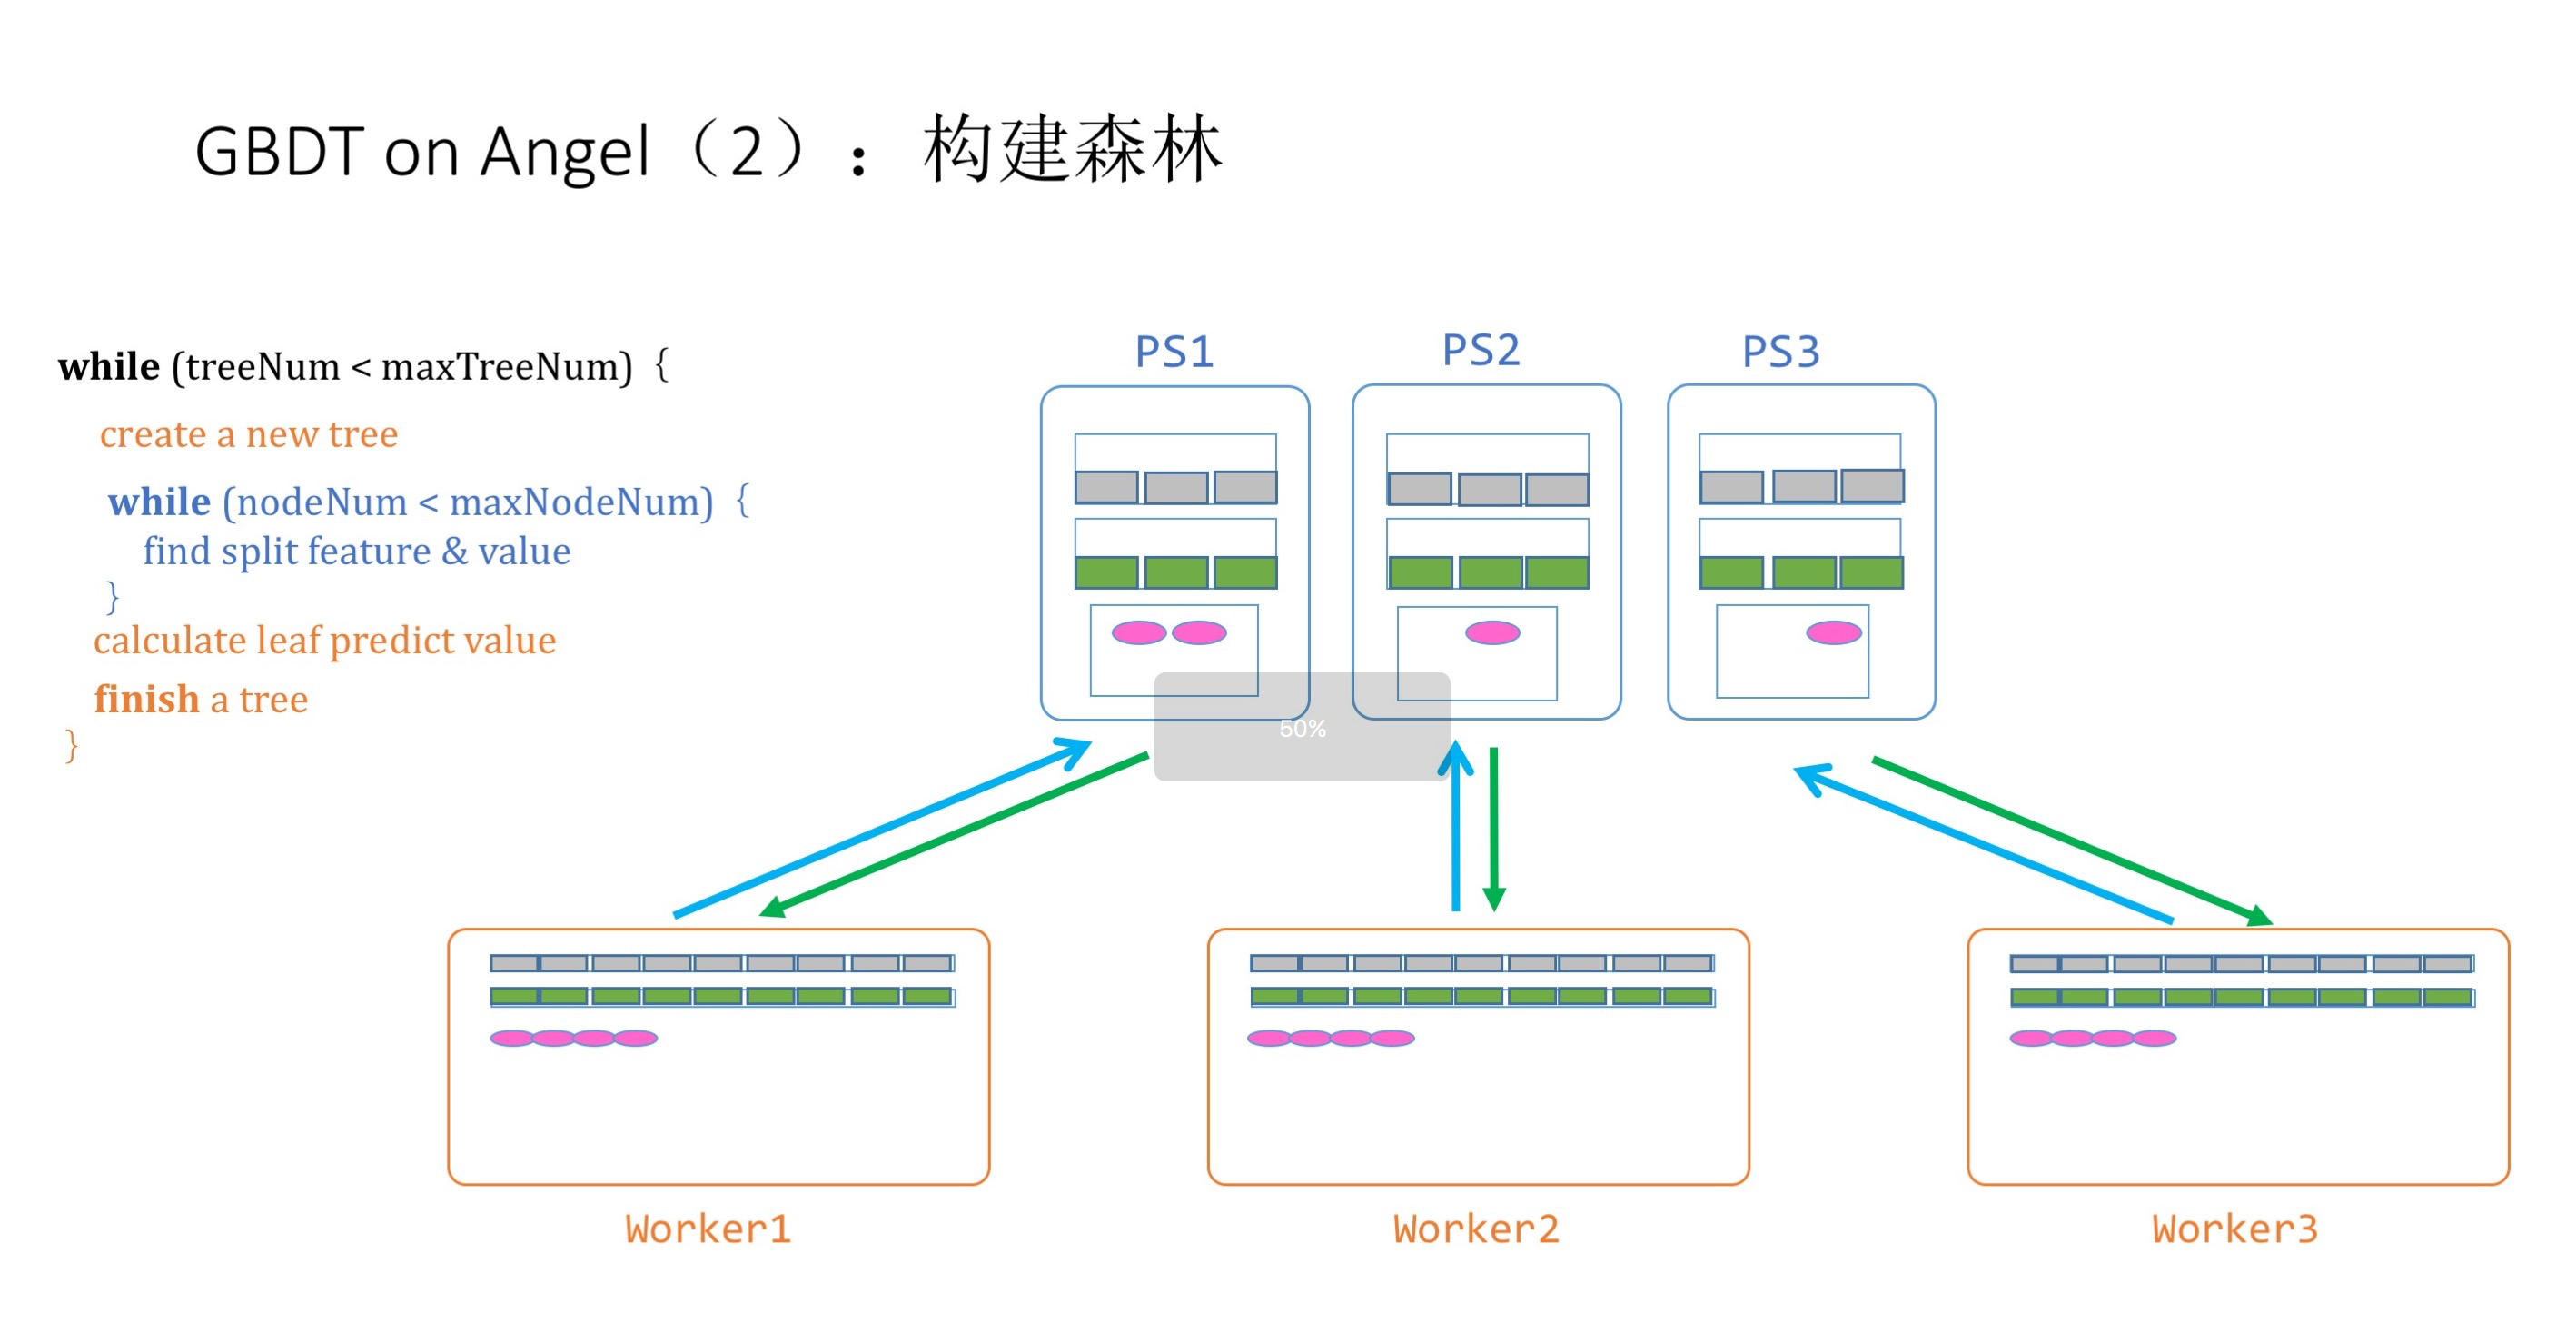 GBDT on Angel（2）：构建森林
while (treeNum < maxTreeNum) {
create a new tree
while (nodeNum < maxNodeNum) {
find split feature & value
}
calculate leaf predict value
finish a tree
}
PS1
PS2
PS3
50%
Worker1
Worker2
Worker3